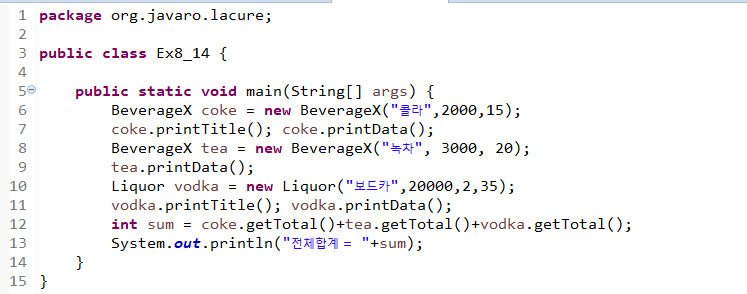 1 package org.javaro.lacure;
2
3 public class Ex8_14 {
4
5 public static void main(String[] args) {
6 BeverageX coke = new BeverageX("콜라",2000,15);
7 coke.printTitle(); coke.printData();
8 BeverageX tea = new BeverageX("녹차", 3000, 20);
9 tea.printData();
10 Liquor vodka = new Liquor("보드카",20000,2,35);
11 vodka.printTitle(); vodka.printData();
12 int sum = coke.getTotal()+tea.getTotal()+vodka.getTotal();
13 System.out.println("전체합계 = "+sum);
14 }
15 }